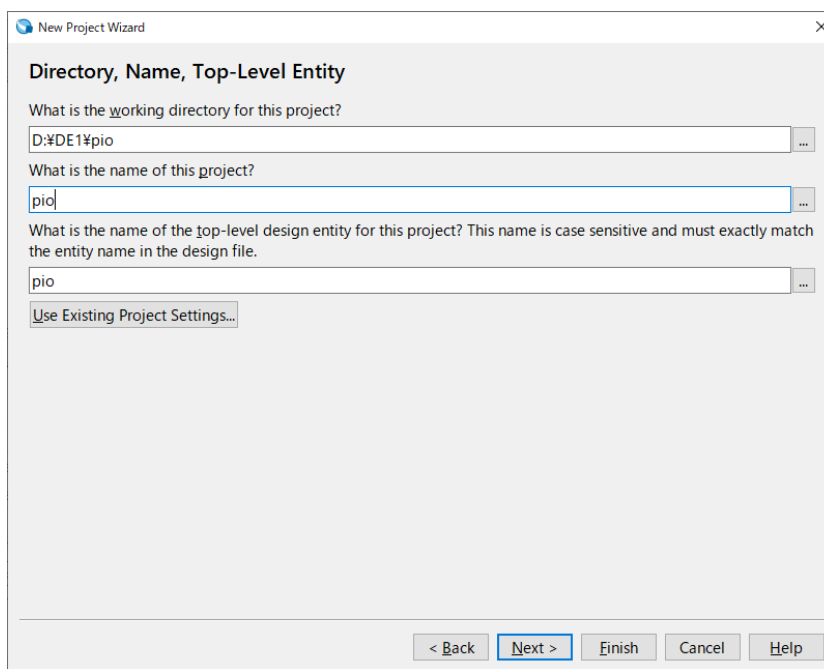 New Project Wizard
Directory, Name, Top-Level Entity
What is the working directory for this project?
D:¥DE1¥pio
...
What is the name of this project?
pio
...
What is the name of the top-level design entity for this project? This name is case sensitive and must exactly match
the entity name in the design file.
pio
...
Use Existing Project Settings...
< Back
Next >
Finish
Cancel
Help